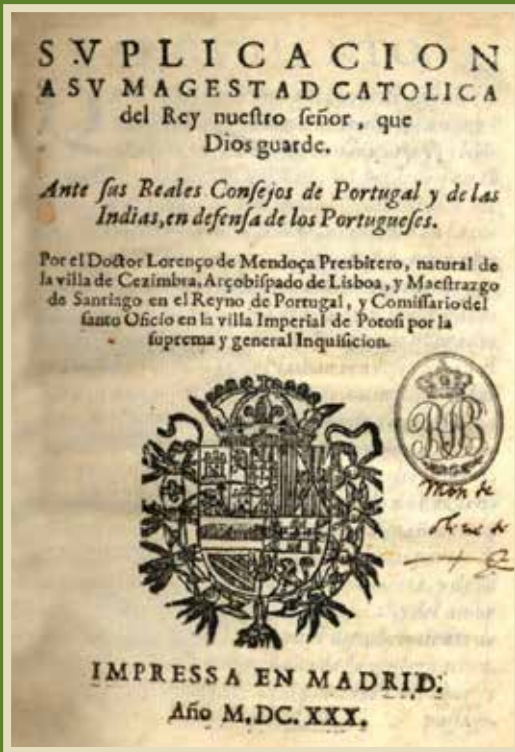 SVPLICACION
A SV MAGESTAD CATOLICA
del Rey nueſtro ſeñor, que
Dios guarde.
Ante ſus Reales Conſejos de Portugal y de las
Indias, en defenſa de los Portugueſes.
Por el Doctor Lorenço de Mendoça Presbitero, natural de
la villa de Cezimbra, Arçobiſpado de Lisboa, y Maeſtrazgo
de Santiago en el Reyno de Portugal, y Comiſſario del
ſanto Oficio en la villa Imperial de Potoſi por la
ſuprema y general Inquiſicion.
IMPRESSA EN MADRID.
Año M.DC.XXX.